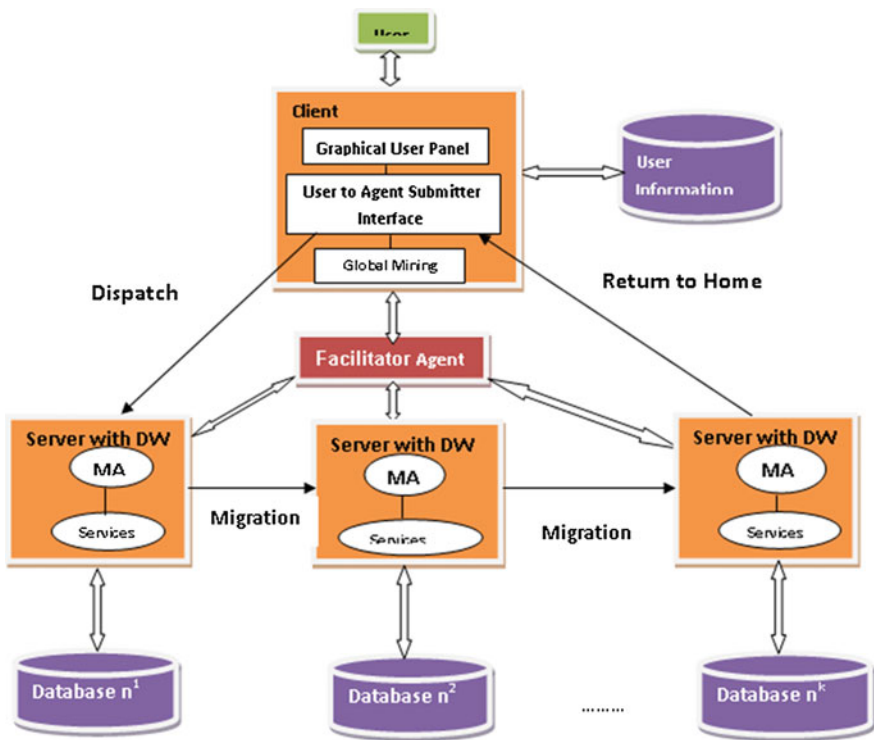 User
Client
Graphical User Panel
User to Agent Submitter
Interface
Global Mining
User
Information
Dispatch
Return to Home
Facilitator Agent
Server with DW
MA
Services
Migration
Server with DW
MA
Services
Migration
Server with DW
MA
Services
Database n¹
Database n²
.........
Database nᵏ